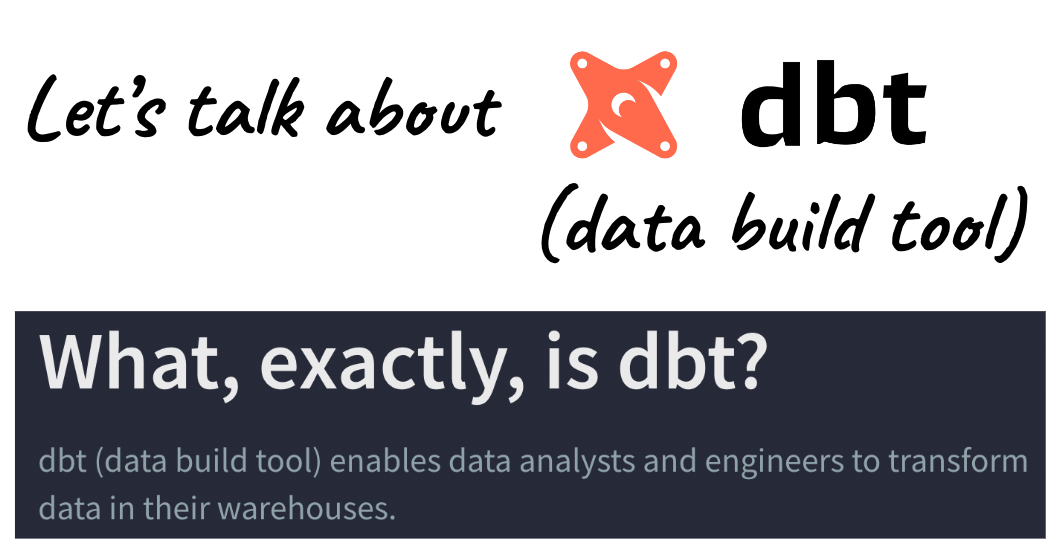 Let's talk about dbt
(data build tool)
What, exactly, is dbt?
dbt (data build tool) enables data analysts and engineers to transform
data in their warehouses.